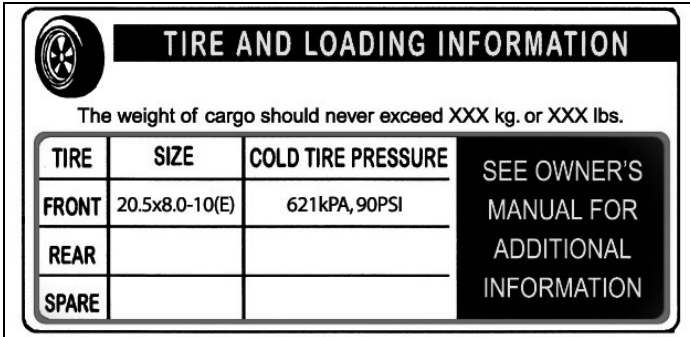 TIRE AND LOADING INFORMATION
The weight of cargo should never exceed XXX kg. or XXX lbs.
TIRE SIZE COLD TIRE PRESSURE
FRONT 20.5x8.0-10(E) 621kPA, 90PSI
REAR
SPARE
SEE OWNER'S
MANUAL FOR
ADDITIONAL
INFORMATION